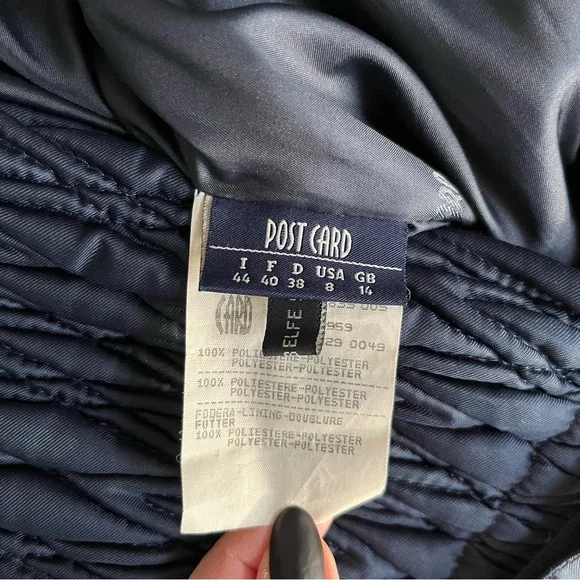 POST CARD
I F D USA GB
44 40 38 8 14
CARD
959
29 0049
100% POLIESTERE-POLYESTER
POLYESTER-POLYESTER
100% POLIESTERE-POLYESTER
POLYESTER-POLYESTER
FODERA-LINING-DOUBLURE
FUTTER
100% POLIESTERE-POLYESTER
POLYESTER-POLYESTER